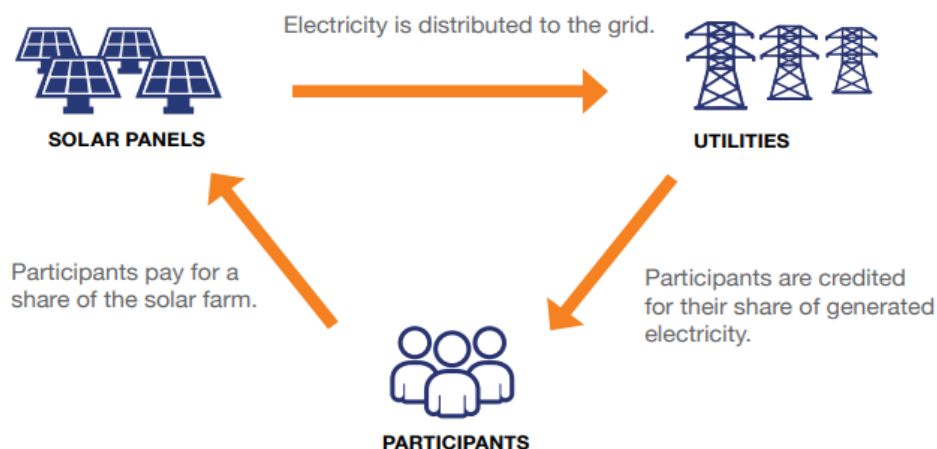 Electricity is distributed to the grid.
SOLAR PANELS
UTILITIES
Participants pay for a
share of the solar farm.
Participants are credited
for their share of generated
electricity.
PARTICIPANTS